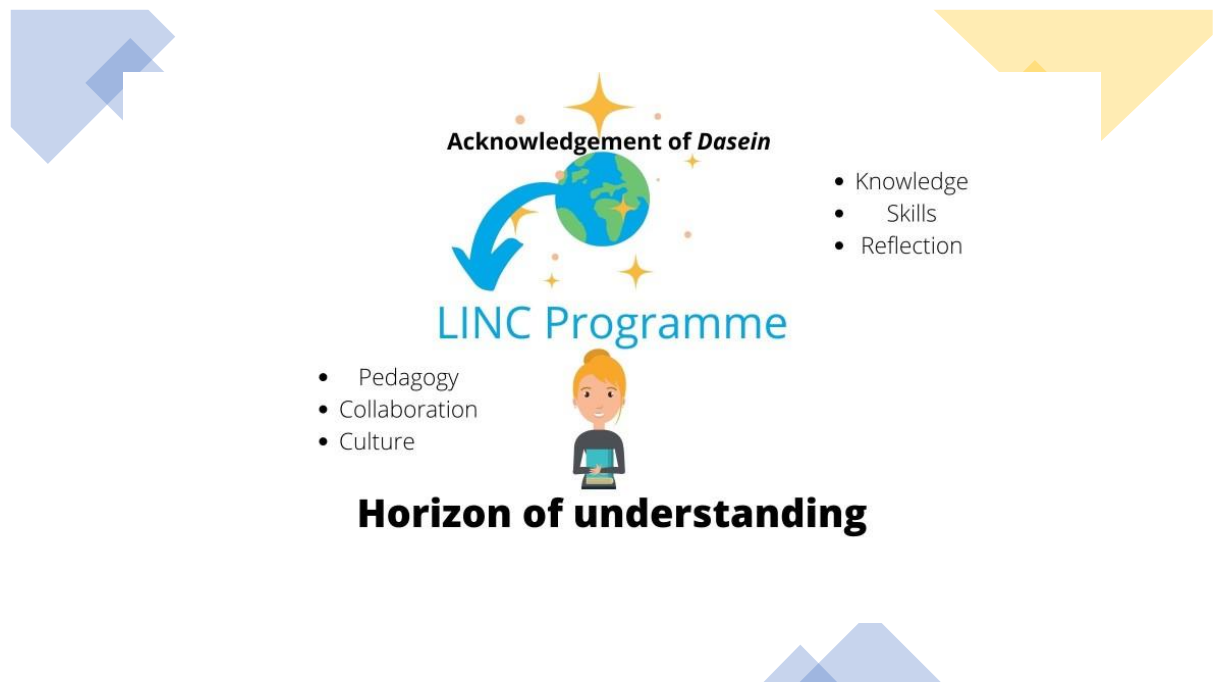 Acknowledgement of Dasein
• Knowledge
• Skills
• Reflection
LINC Programme
• Pedagogy
• Collaboration
• Culture
Horizon of understanding